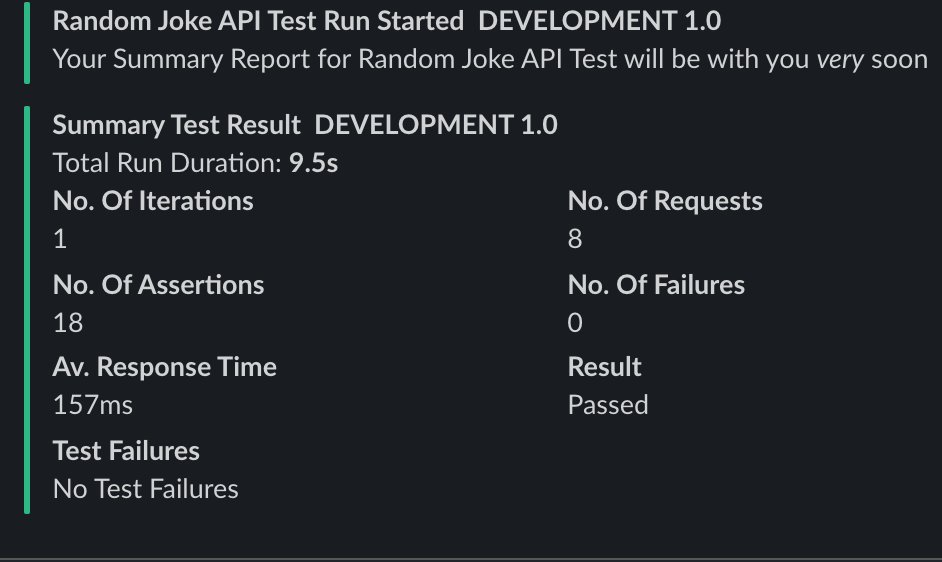 Random Joke API Test Run Started  DEVELOPMENT 1.0
Your Summary Report for Random Joke API Test will be with you very soon
Summary Test Result  DEVELOPMENT 1.0
Total Run Duration: 9.5s
No. Of Iterations
No. Of Requests
1
8
No. Of Assertions
No. Of Failures
18
0
Av. Response Time
Result
157ms
Passed
Test Failures
No Test Failures